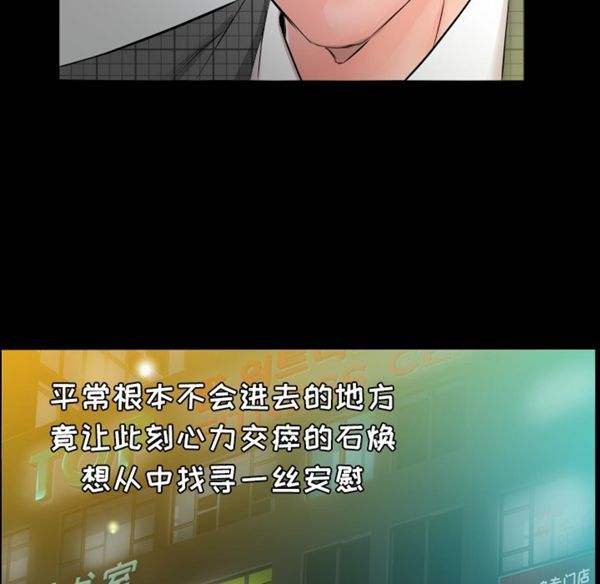 平常根本不会进去的地方
竟让此刻心力交瘁的石焕
想从中找寻一丝安慰